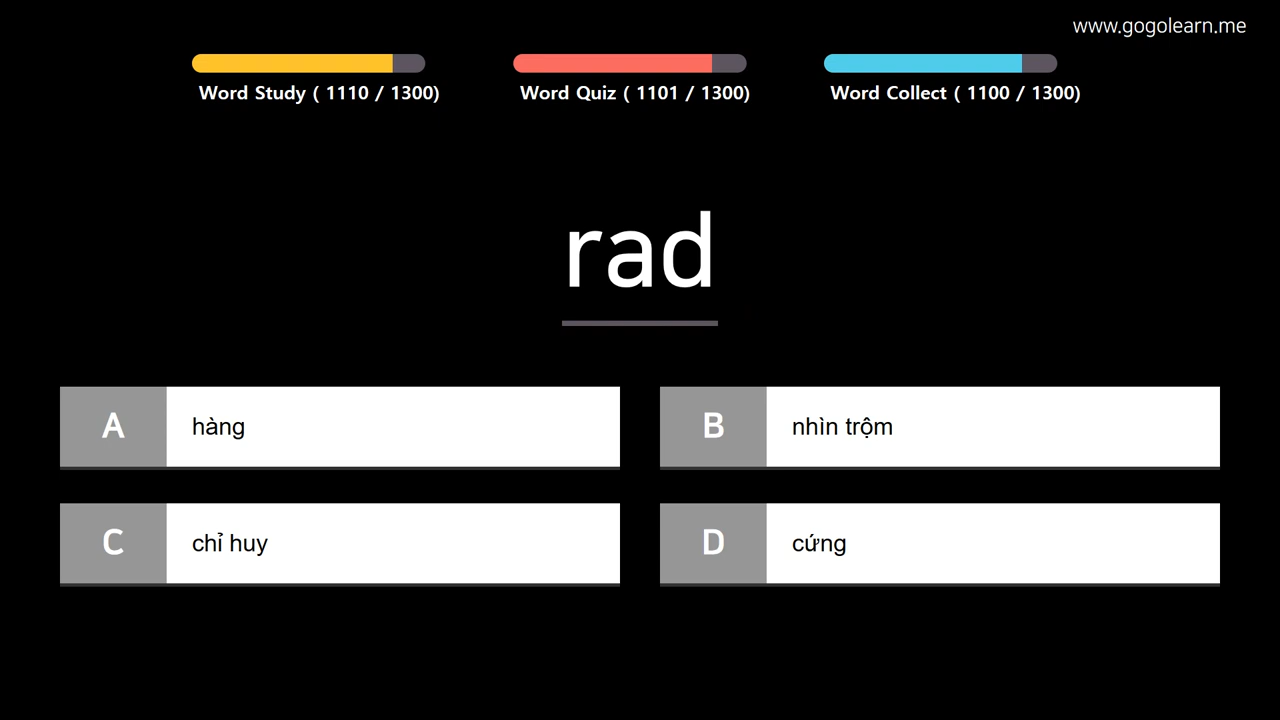 www.gogolearn.me
Word Study ( 1110 / 1300)
Word Quiz ( 1101 / 1300)
Word Collect ( 1100 / 1300)
rad
A hàng
B nhìn trộm
C chỉ huy
D cứng